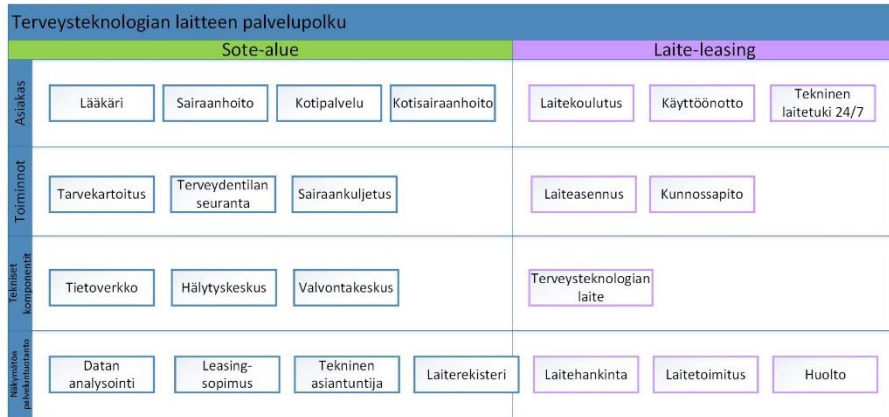 Terveysteknologian laitteen palvelupolku
Sote-alue
Laite-leasing
Asiakas
Lääkäri
Sairaanhoito
Kotipalvelu
Kotisairaanhoito
Laitekoulutus
Käyttöönotto
Tekninen
laitetuki 24/7
Toiminnot
Tarvekartoitus
Terveydentilan
seuranta
Sairaankuljetus
Laiteasennus
Kunnossapito
Tekniset
komponentit
Tietoverkko
Hälytyskeskus
Valvontakeskus
Terveysteknologian
laite
Näkymätön
palveluntuotanto
Datan
analysointi
Leasing-
sopimus
Tekninen
asiantuntija
Laiterekisteri
Laitehankinta
Laitetoimitus
Huolto